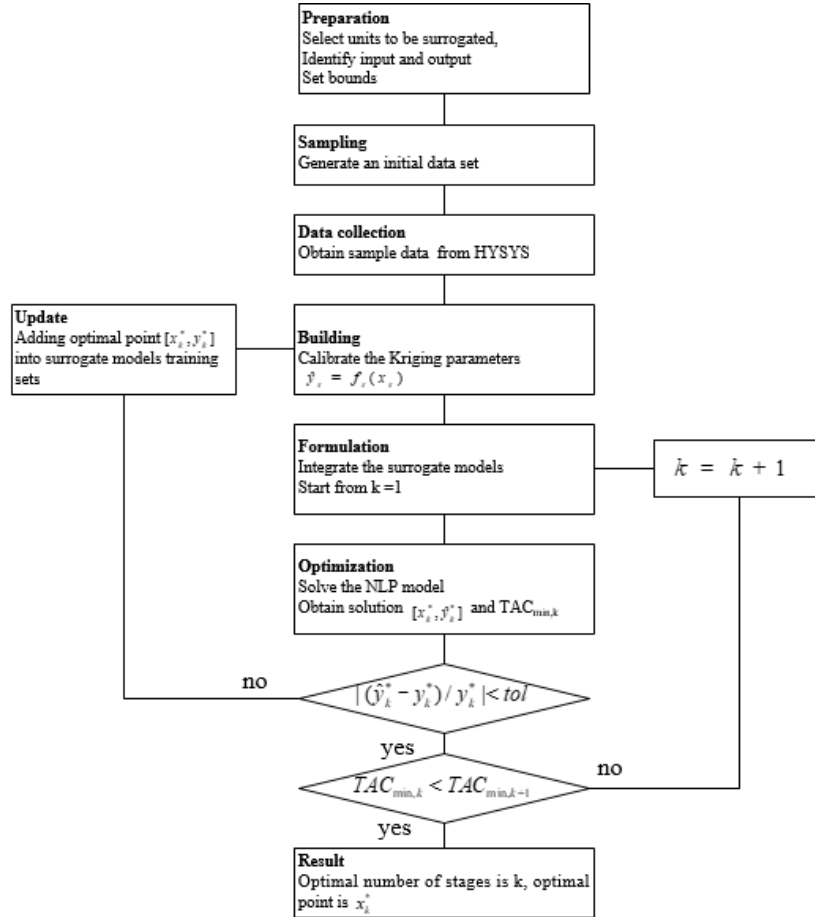 Preparation
Select units to be surrogated,
Identify input and output
Set bounds
Sampling
Generate an initial data set
Data collection
Obtain sample data from HYSYS
Update
Adding optimal point [x*_k, y*_k]
into surrogate models training
sets
Building
Calibrate the Kriging parameters
ŷ_s = f_s(x_s)
Formulation
Integrate the surrogate models
Start from k =1
k = k + 1
Optimization
Solve the NLP model
Obtain solution [x*_k, ŷ*_k] and TAC_min,k
no
| (ŷ*_k − y*_k) / y*_k |< tol
yes
no
TAC_min,k < TAC_min,k+1
yes
Result
Optimal number of stages is k, optimal
point is x*_k